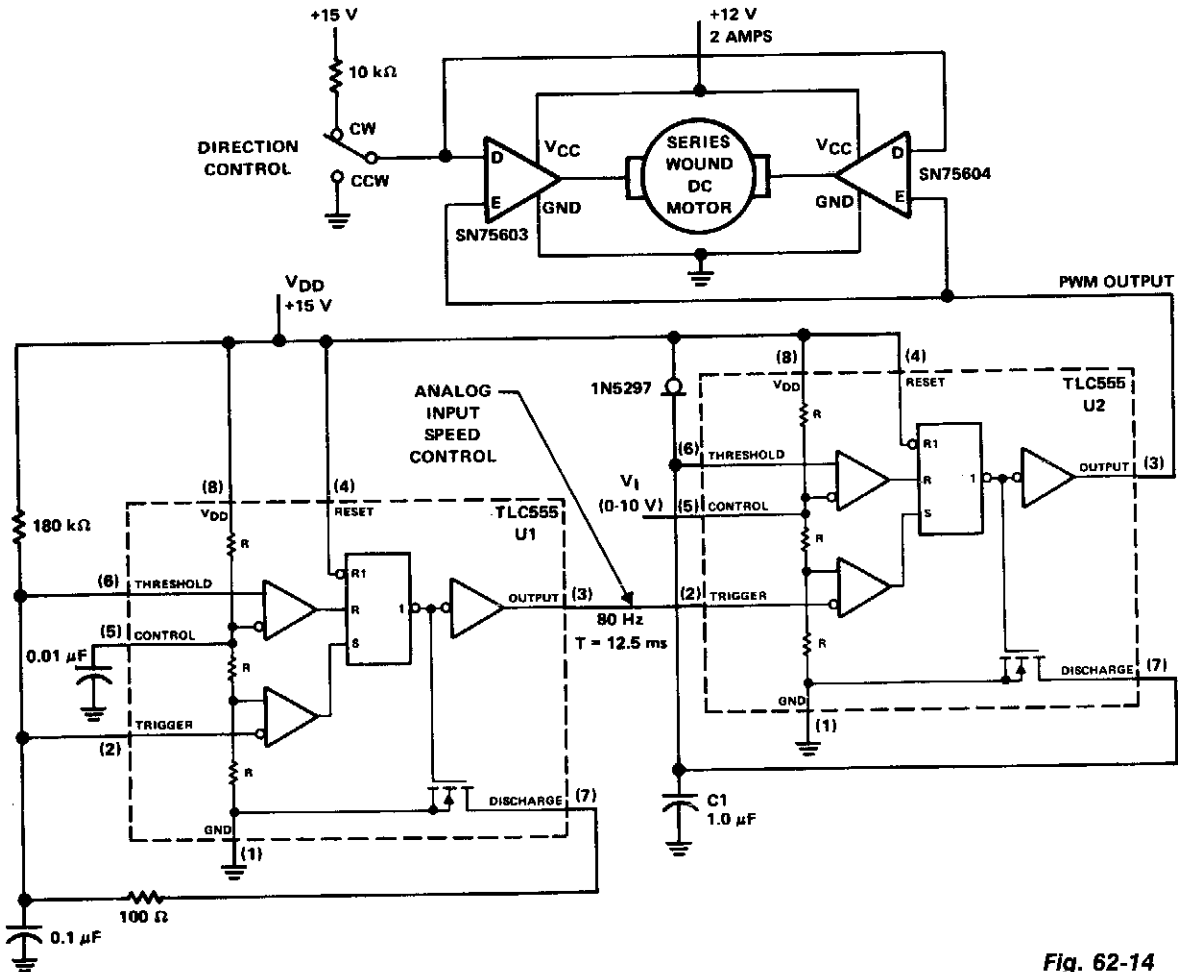 +15 V
10 kΩ
CW
DIRECTION
CONTROL
CCW
+12 V
2 AMPS
D
E
VCC
GND
SN75603
SERIES
WOUND
DC
MOTOR
VCC
GND
D
E
SN75604
PWM OUTPUT
VDD
+15 V
180 kΩ
ANALOG
INPUT
SPEED
CONTROL
(8)
(4)
VDD
RESET
TLC555
U1
R
R1
(6)
THRESHOLD
R
1
OUTPUT
(3)
(5)
CONTROL
S
0.01 μF
R
TRIGGER
(2)
R
DISCHARGE
(7)
GND
(1)
100 Ω
0.1 μF
80 Hz
T = 12.5 ms
1N5297
(8)
(4)
VDD
RESET
TLC555
U2
R
R1
(6)
THRESHOLD
R
1
OUTPUT
(3)
VI
(0-10 V)
(5)
CONTROL
S
R
(2)
TRIGGER
R
DISCHARGE
(7)
GND
(1)
C1
1.0 μF
Fig. 62-14